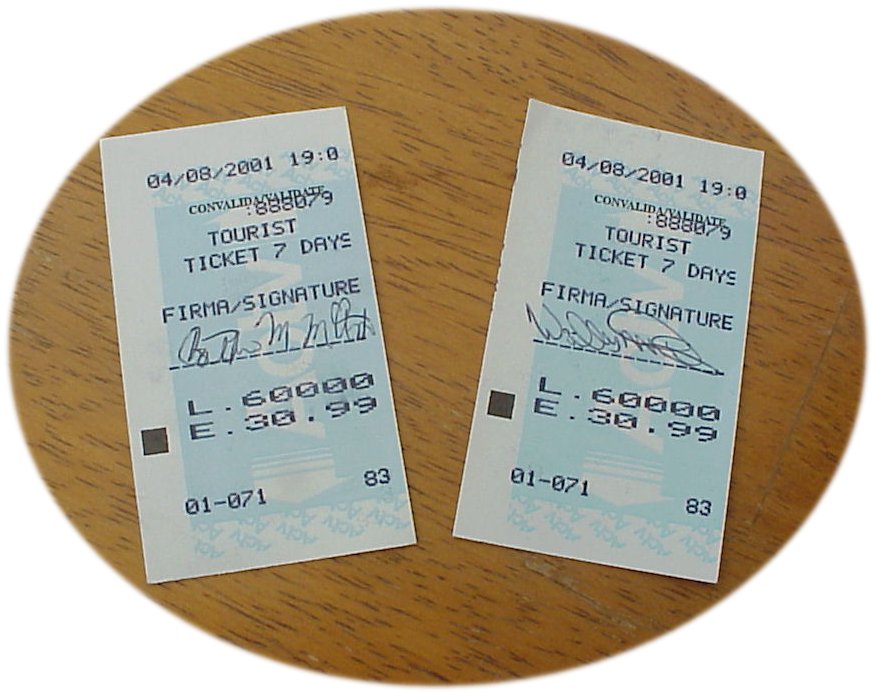 04/08/2001 19:0
CONVALIDA/VALIDATE
:888079
TOURIST
TICKET 7 DAYS
FIRMA/SIGNATURE
L. 60000
E. 30.99
01-071 83
04/08/2001 19:0
CONVALIDA/VALIDATE
:888079
TOURIST
TICKET 7 DAYS
FIRMA/SIGNATURE
L. 60000
E. 30.99
01-071 83